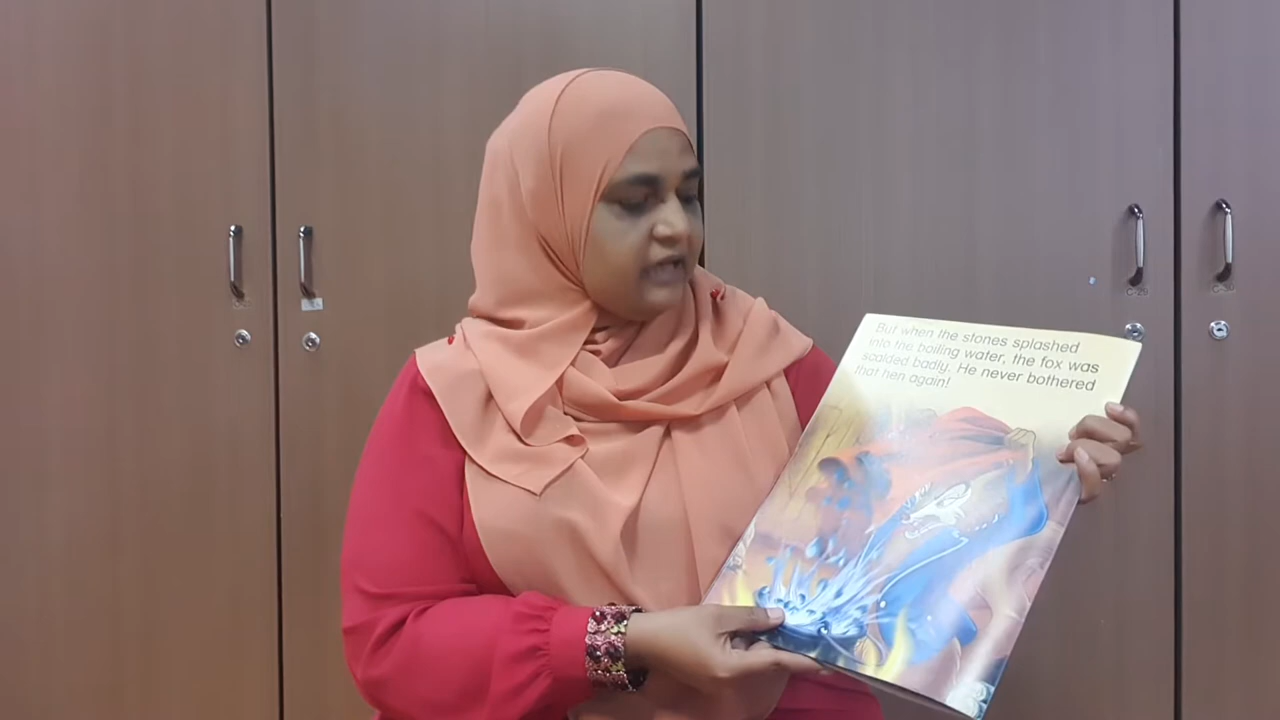 But when the stones splashed
into the boiling water, the fox was
scalded badly. He never bothered
that hen again!
C-29